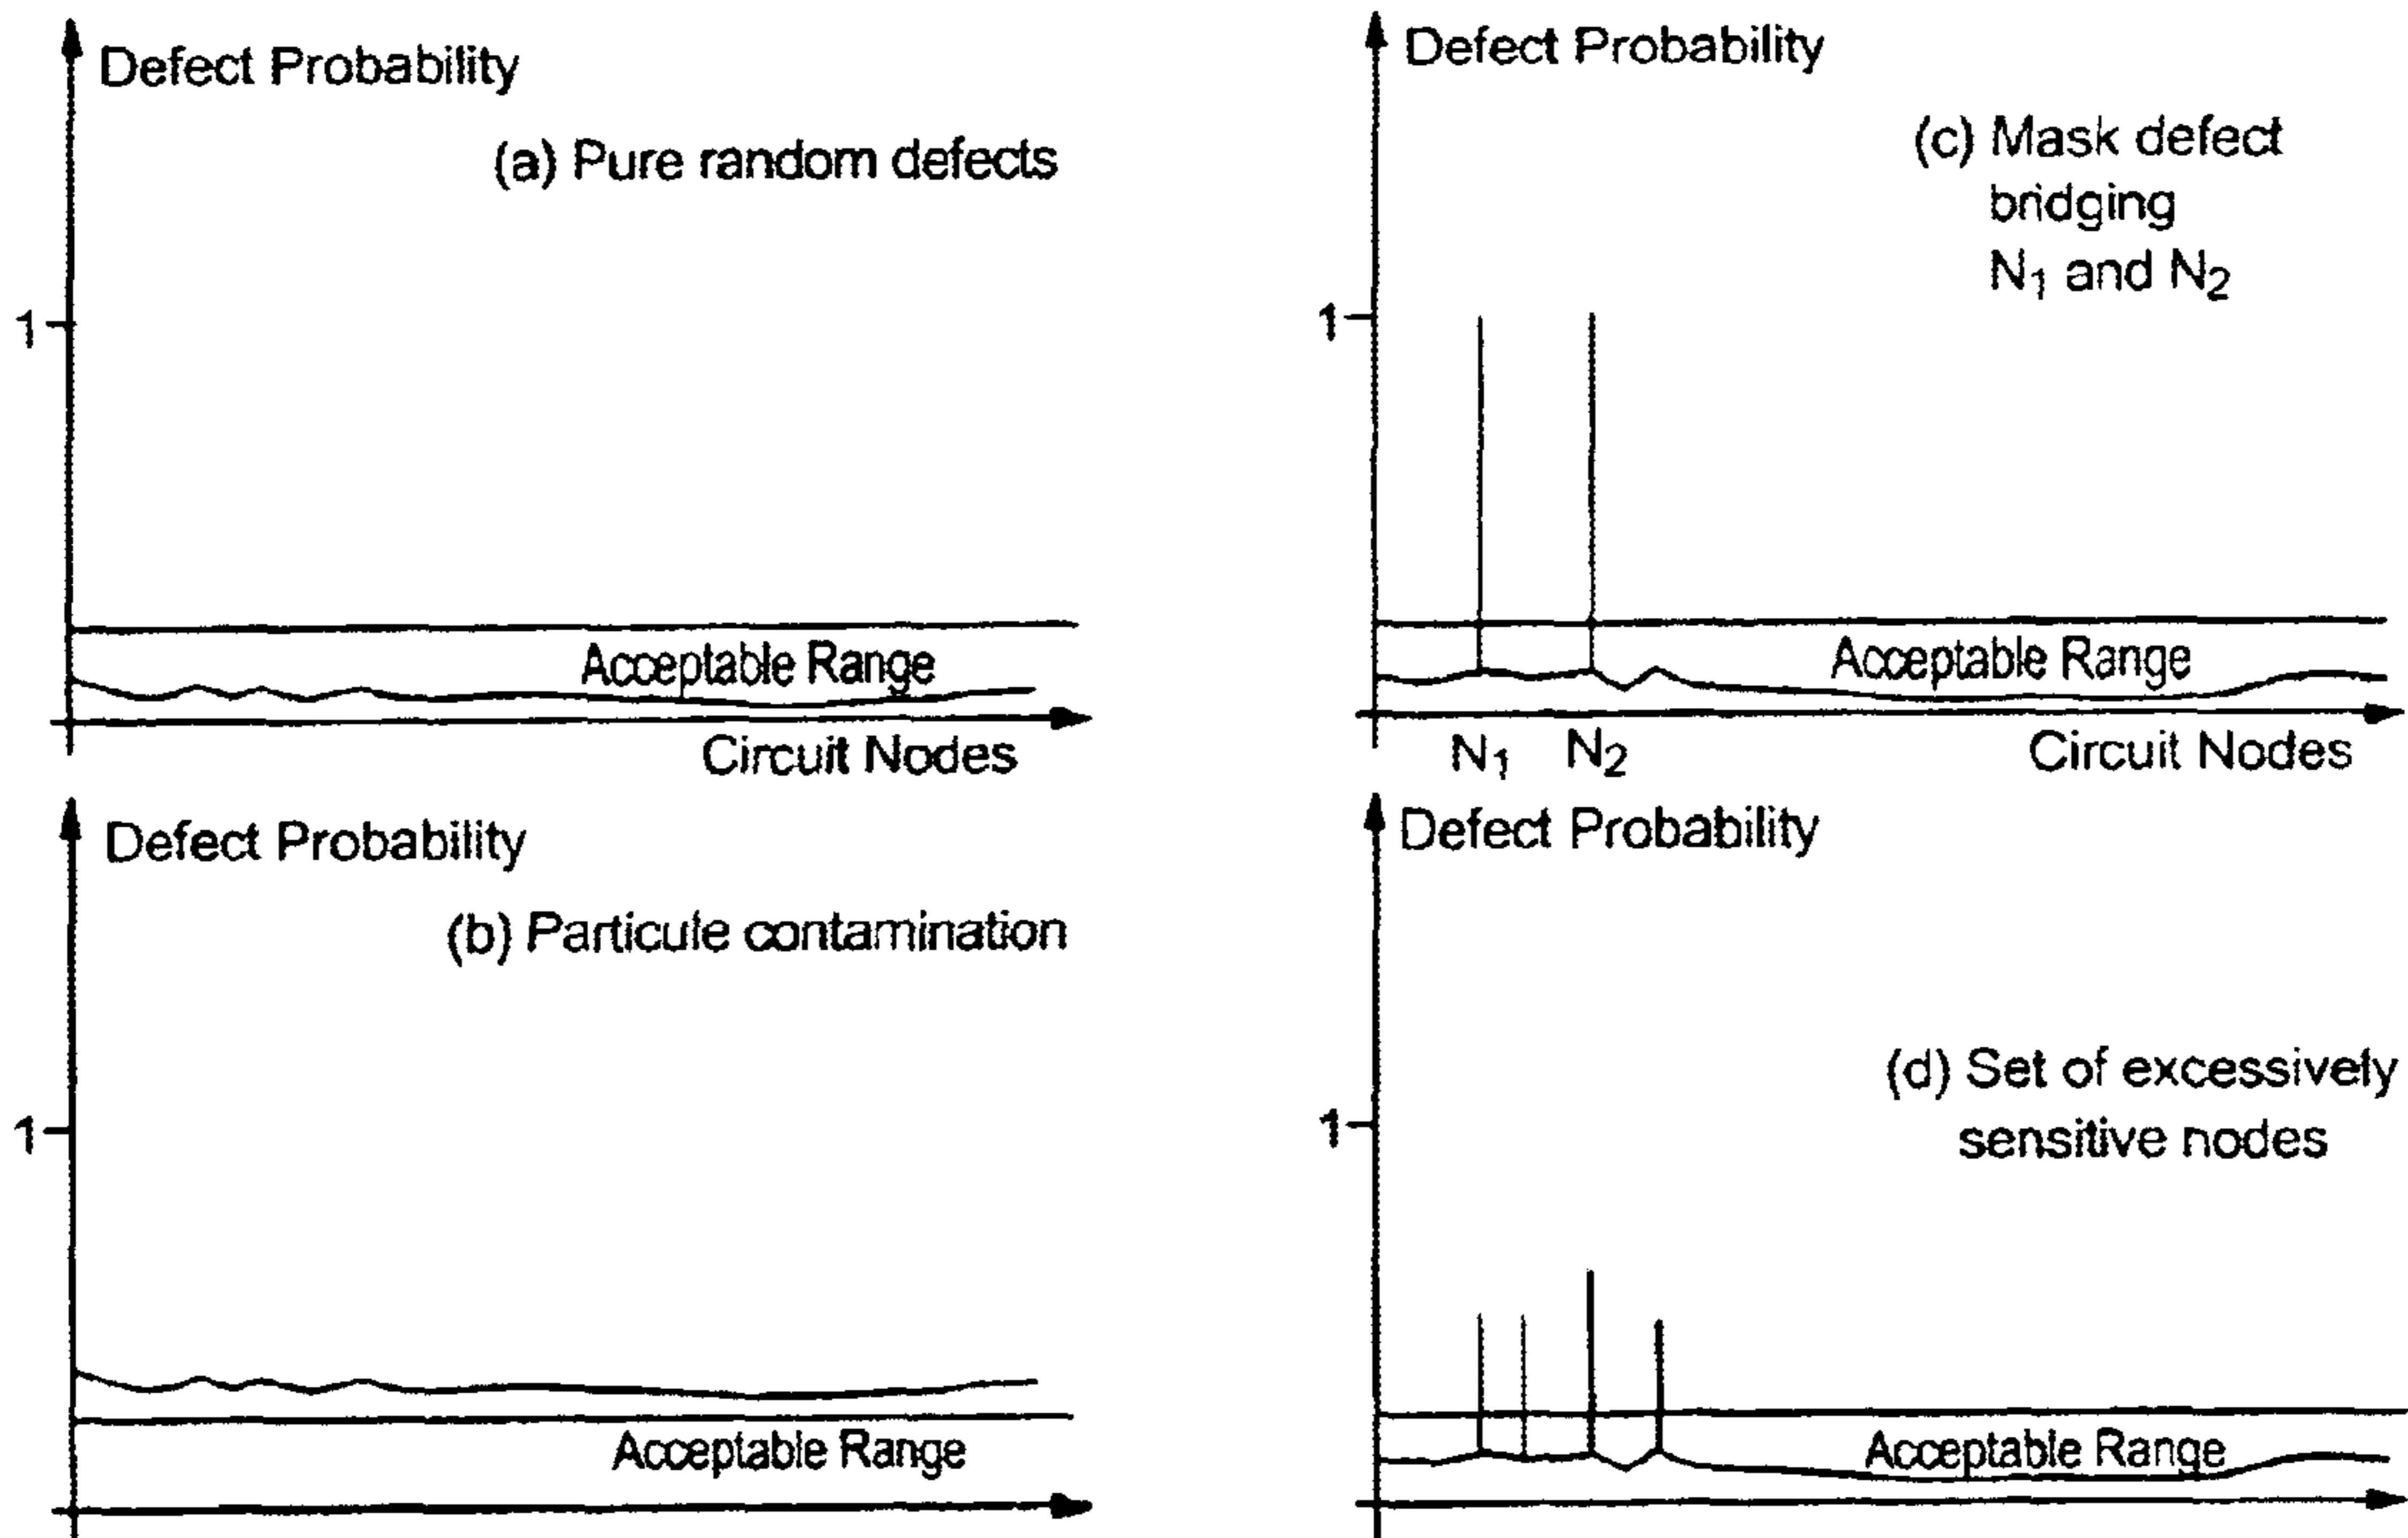 Defect Probability
(a) Pure random defects
1
Acceptable Range
Circuit Nodes
Defect Probability
(c) Mask defect
bridging
N₁ and N₂
1
Acceptable Range
N₁ N₂
Circuit Nodes
Defect Probability
(b) Particule contamination
1
Acceptable Range
Defect Probability
(d) Set of excessively
sensitive nodes
1
Acceptable Range